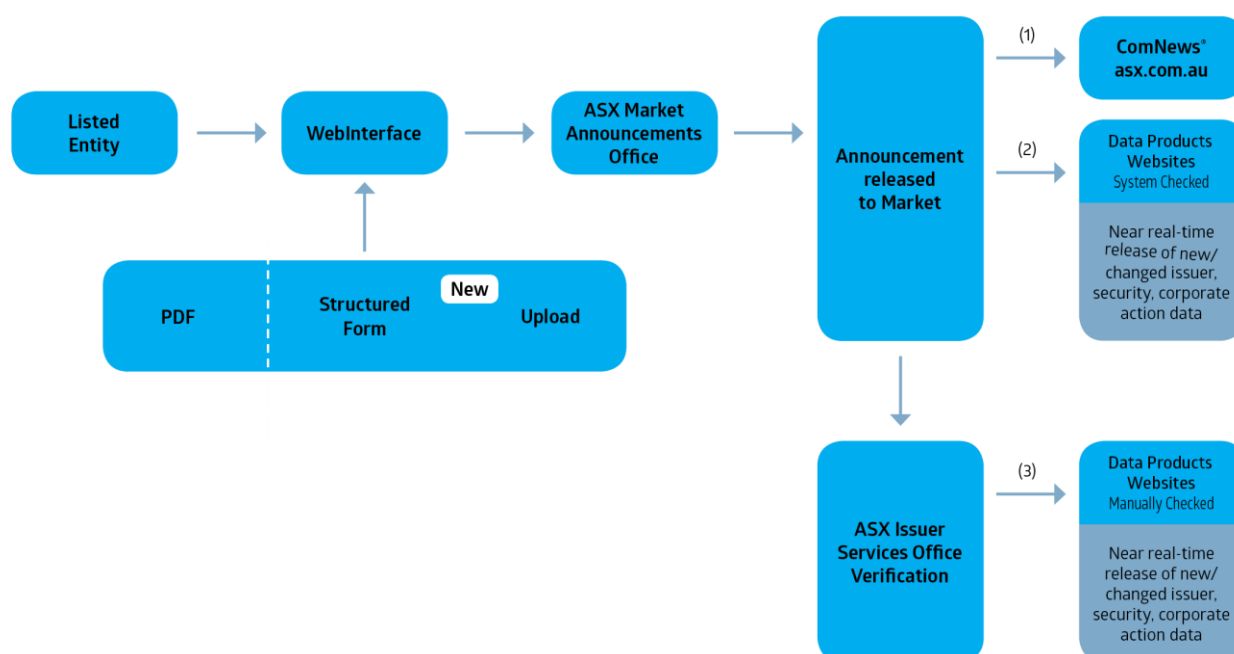 Listed
Entity
WebInterface
ASX Market
Announcements
Office
PDF
Structured
Form
New
Upload
Announcement
released
to Market
(1)
ComNews®
asx.com.au
(2)
Data Products
Websites
System Checked
Near real-time
release of new/
changed issuer,
security, corporate
action data
ASX Issuer
Services Office
Verification
(3)
Data Products
Websites
Manually Checked
Near real-time
release of new/
changed issuer,
security, corporate
action data